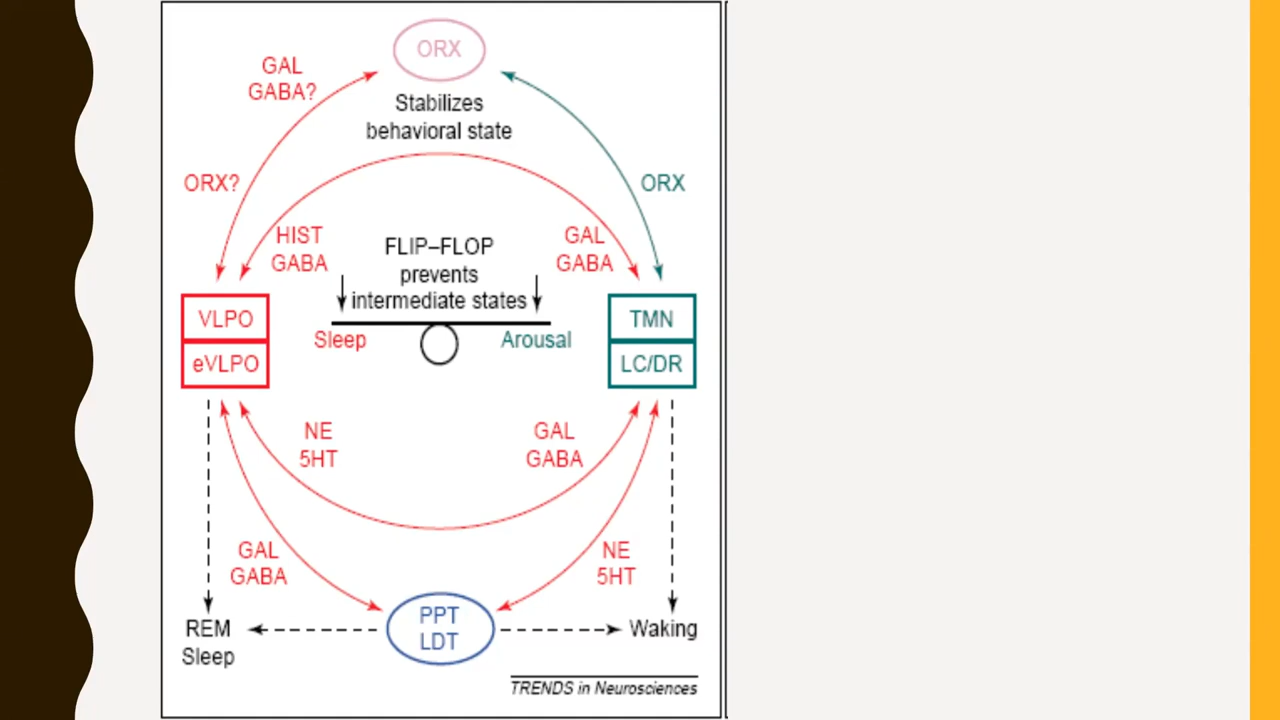 ORX
GAL
GABA?
Stabilizes
behavioral state
ORX?
ORX
HIST
GABA
FLIP–FLOP
prevents
intermediate states
GAL
GABA
VLPO
eVLPO
Sleep
Arousal
TMN
LC/DR
NE
5HT
GAL
GABA
GAL
GABA
NE
5HT
PPT
LDT
REM
Sleep
Waking
TRENDS in Neurosciences